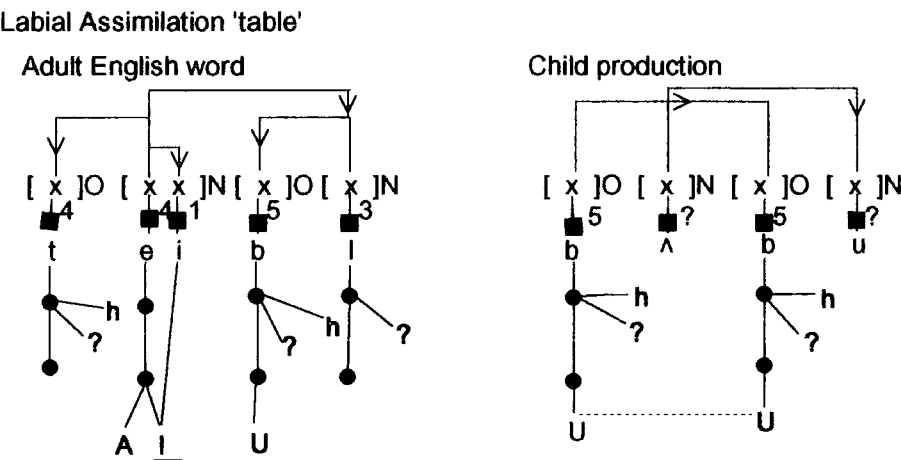 Labial Assimilation 'table'
Adult English word Child production
[ x ]O [ x x ]N [ x ]O [ x ]N [ x ]O [ x ]N [ x ]O [ x ]N
4 4 1 5 3 5 ? 5 ?
t e i b l b ʌ b u
h h h h
? ? ? ? ?
A I U U U